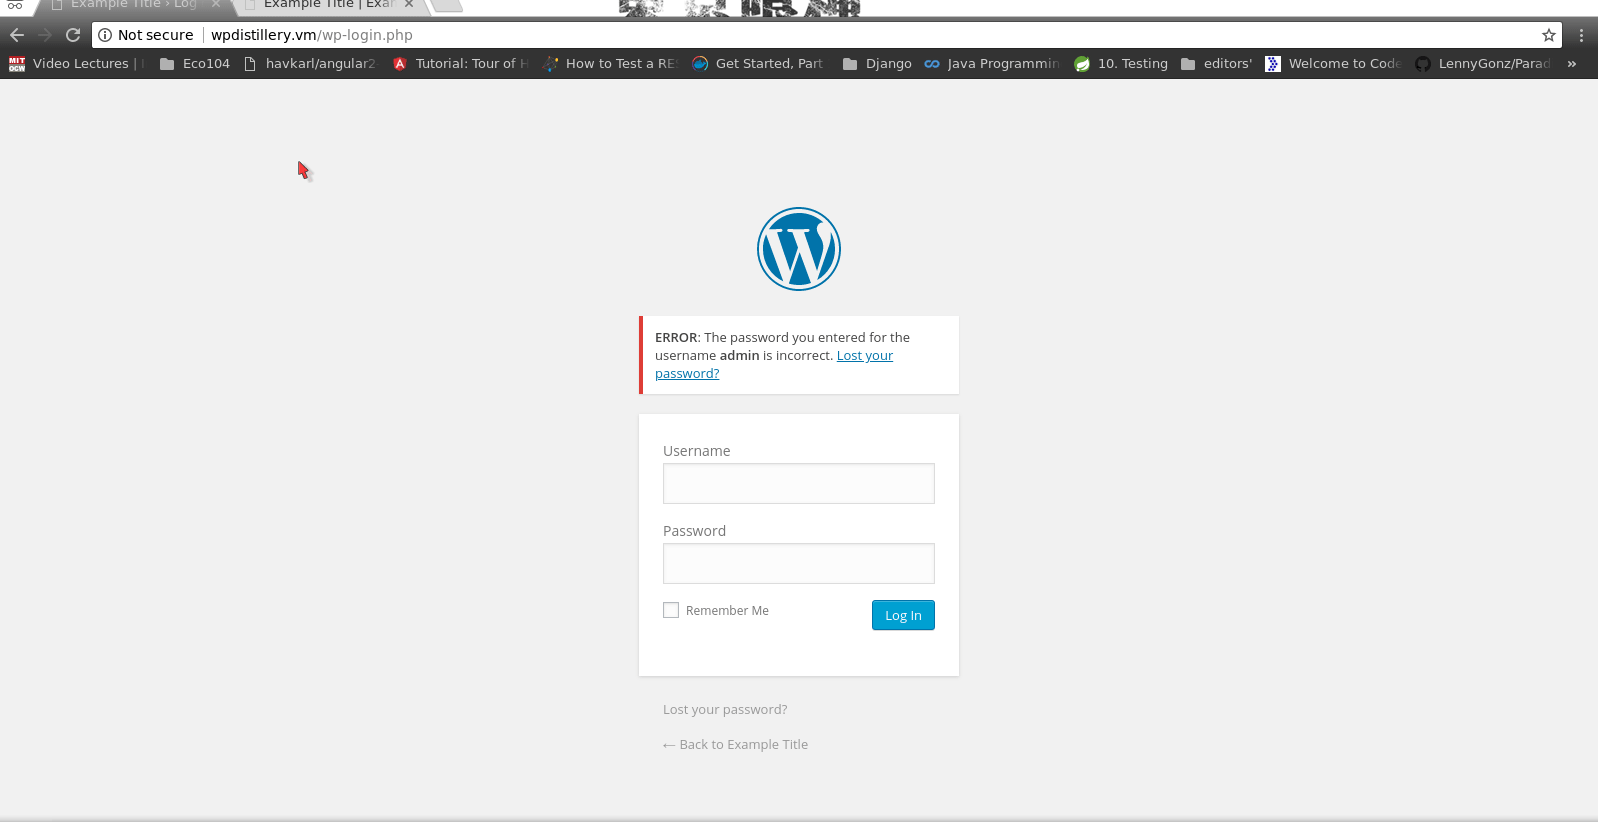 Example Title › Log
Example Title | Exa
Not secure
wpdistillery.vm/wp-login.php
Video Lectures |
Eco104
havkarl/angular2
Tutorial: Tour of H
How to Test a RES
Get Started, Part
Django
Java Programmin
10. Testing
editors'
Welcome to Code
LennyGonz/Parad
»
ERROR: The password you entered for the
username admin is incorrect. Lost your
password?
Username
Password
Remember Me
Log In
Lost your password?
← Back to Example Title